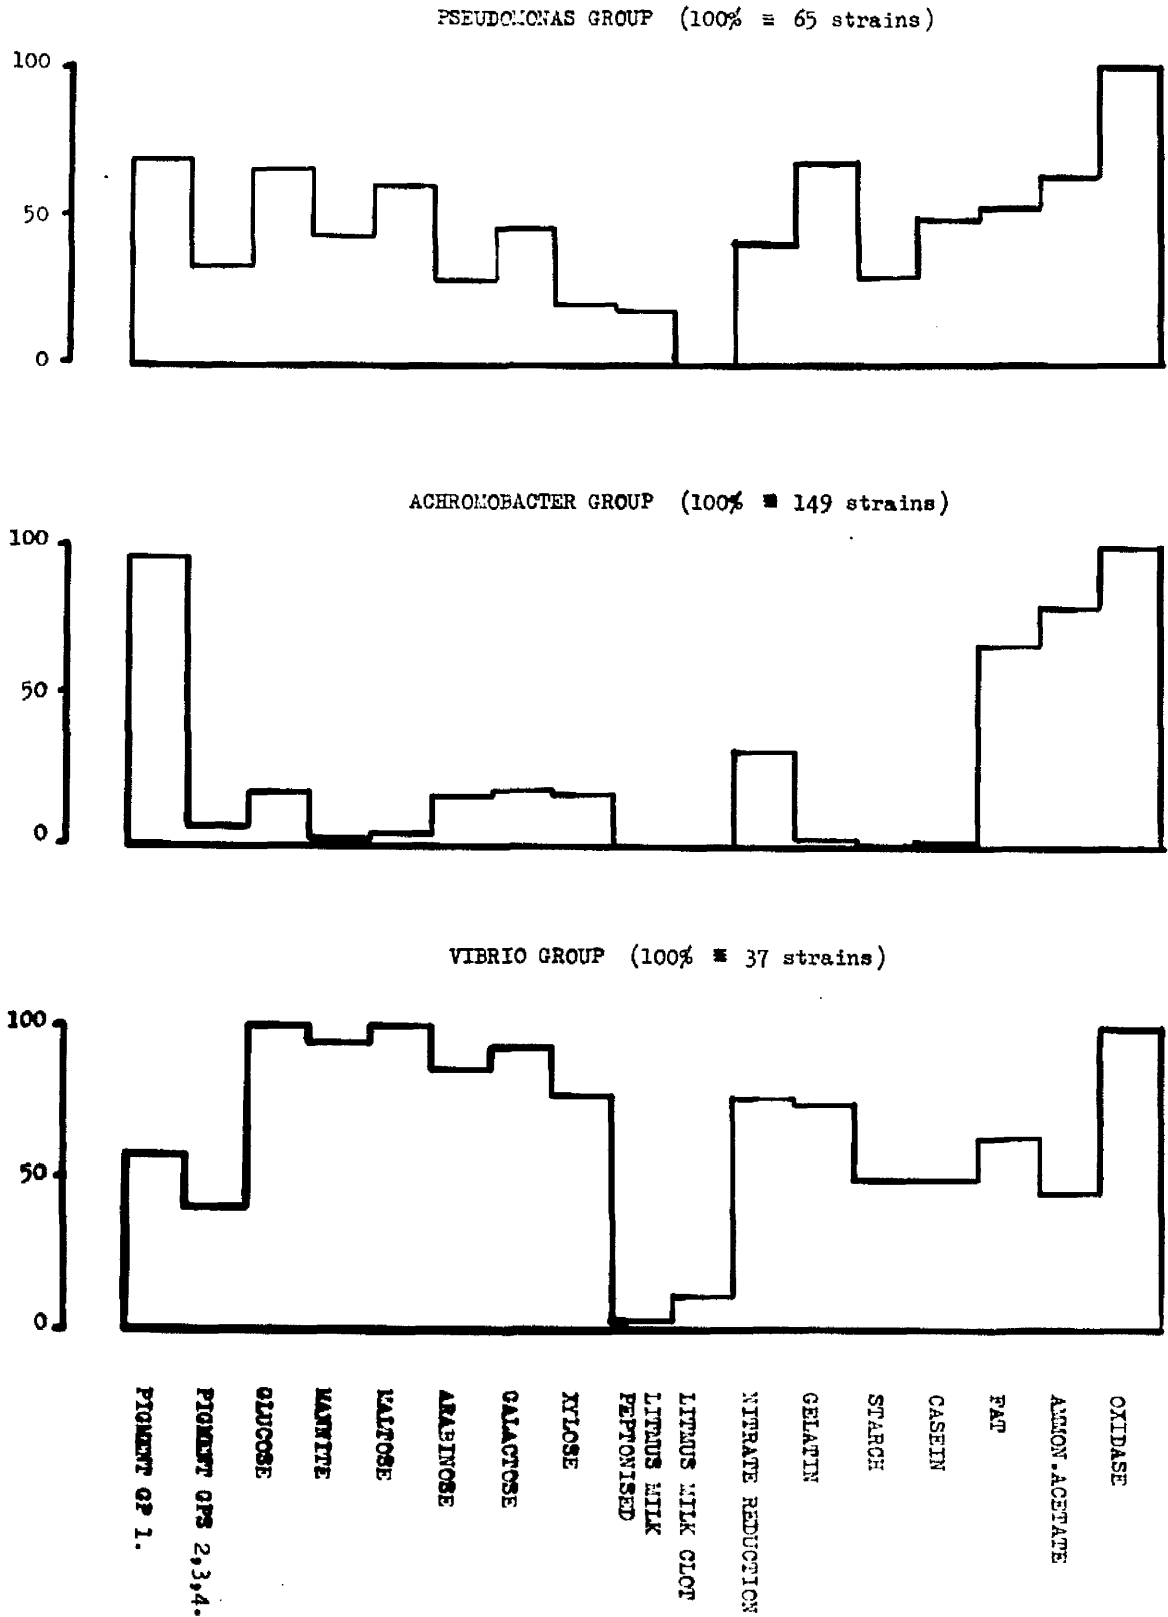 PSEUDOMONAS GROUP (100% ≡ 65 strains)
100
50
0
ACHROMOBACTER GROUP (100% ≡ 149 strains)
100
50
0
VIBRIO GROUP (100% ≡ 37 strains)
100
50
0
PIGMENT GP 1.
PIGMENT GPS 2,3,4.
GLUCOSE
MANNITE
MALTOSE
ARABINOSE
GALACTOSE
XYLOSE
LITMUS MILK
PEPTONISED
LITMUS MILK CLOT
NITRATE REDUCTION
GELATIN
STARCH
CASEIN
FAT
AMMON.ACETATE
OXIDASE